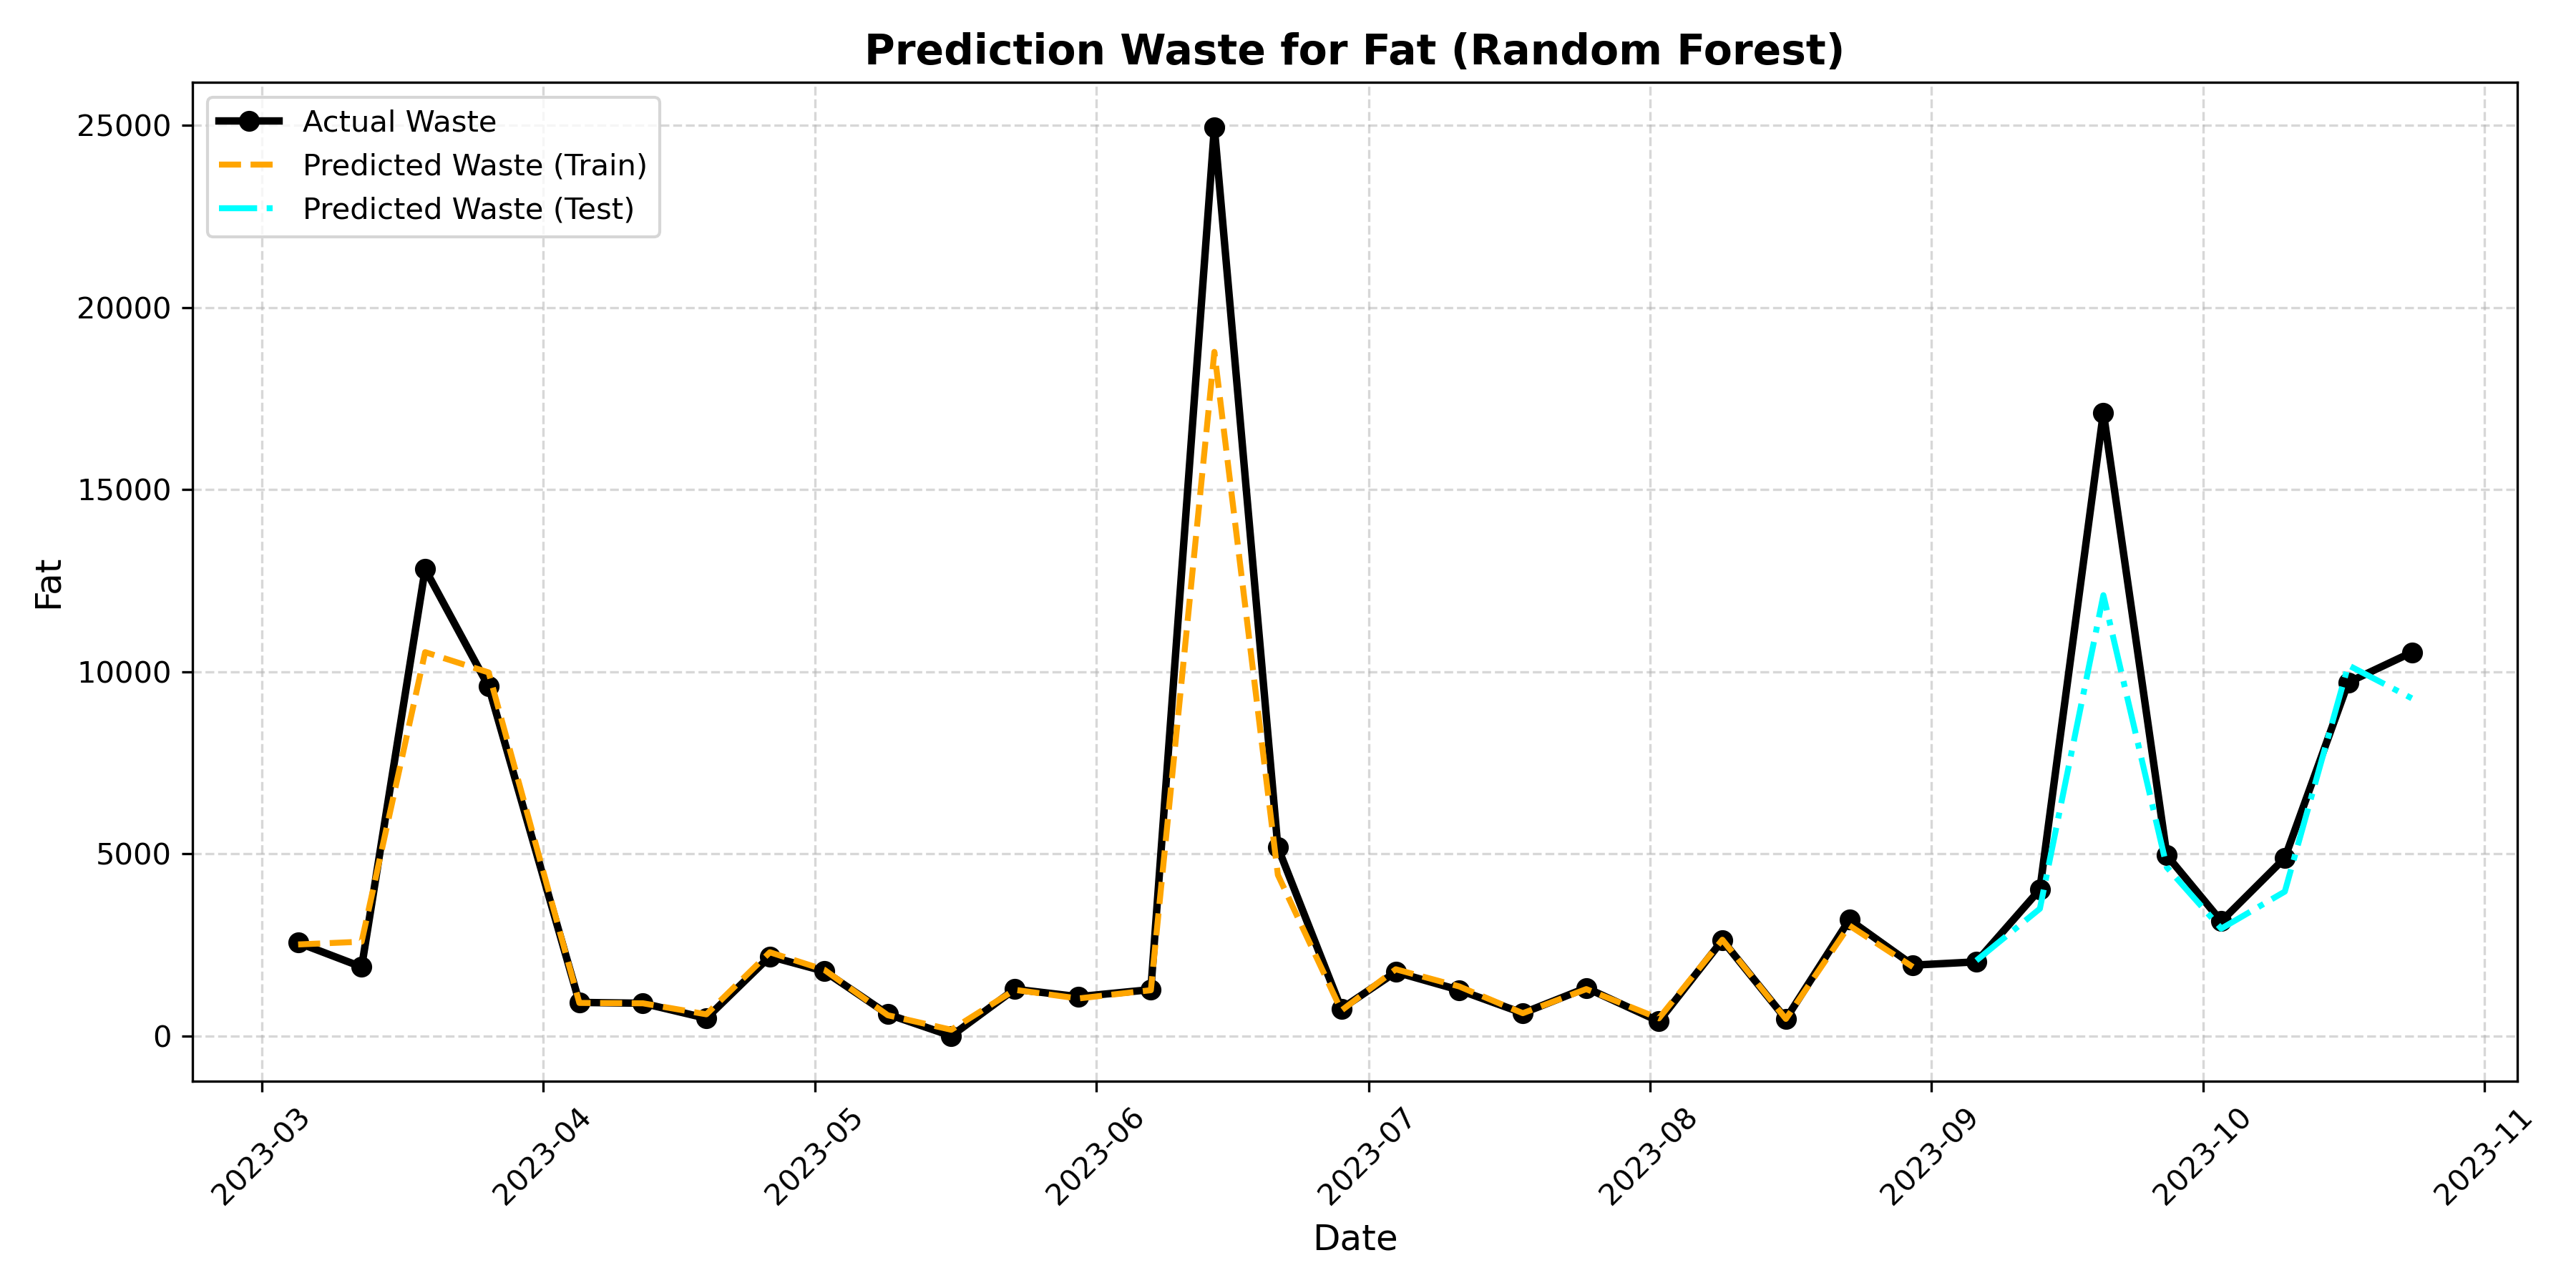 Prediction Waste for Fat (Random Forest)
Actual Waste
Predicted Waste (Train)
Predicted Waste (Test)
25000
20000
15000
10000
5000
0
Fat
2023-03
2023-04
2023-05
2023-06
2023-07
2023-08
2023-09
2023-10
2023-11
Date